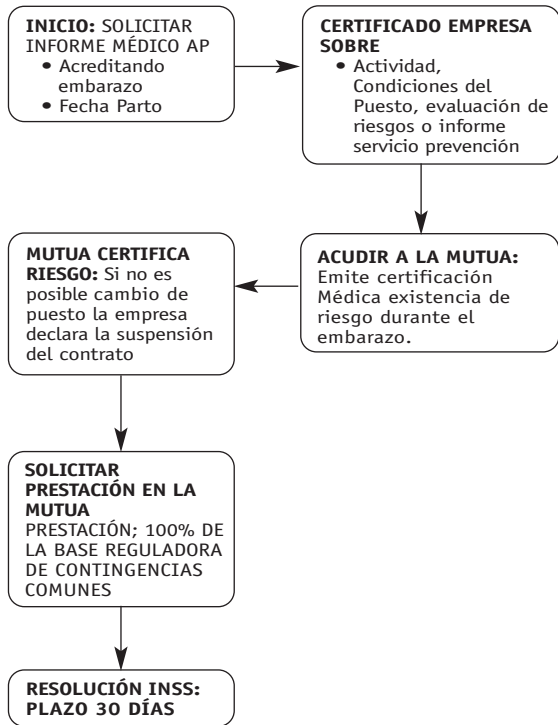 INICIO: SOLICITAR
INFORME MÉDICO AP
• Acreditando
embarazo
• Fecha Parto
CERTIFICADO EMPRESA
SOBRE
• Actividad,
Condiciones del
Puesto, evaluación de
riesgos o informe
servicio prevención
ACUDIR A LA MUTUA:
Emite certificación
Médica existencia de
riesgo durante el
embarazo.
MUTUA CERTIFICA
RIESGO: Si no es
posible cambio de
puesto la empresa
declara la suspensión
del contrato
SOLICITAR
PRESTACIÓN EN LA
MUTUA
PRESTACIÓN; 100% DE
LA BASE REGULADORA
DE CONTINGENCIAS
COMUNES
RESOLUCIÓN INSS:
PLAZO 30 DÍAS